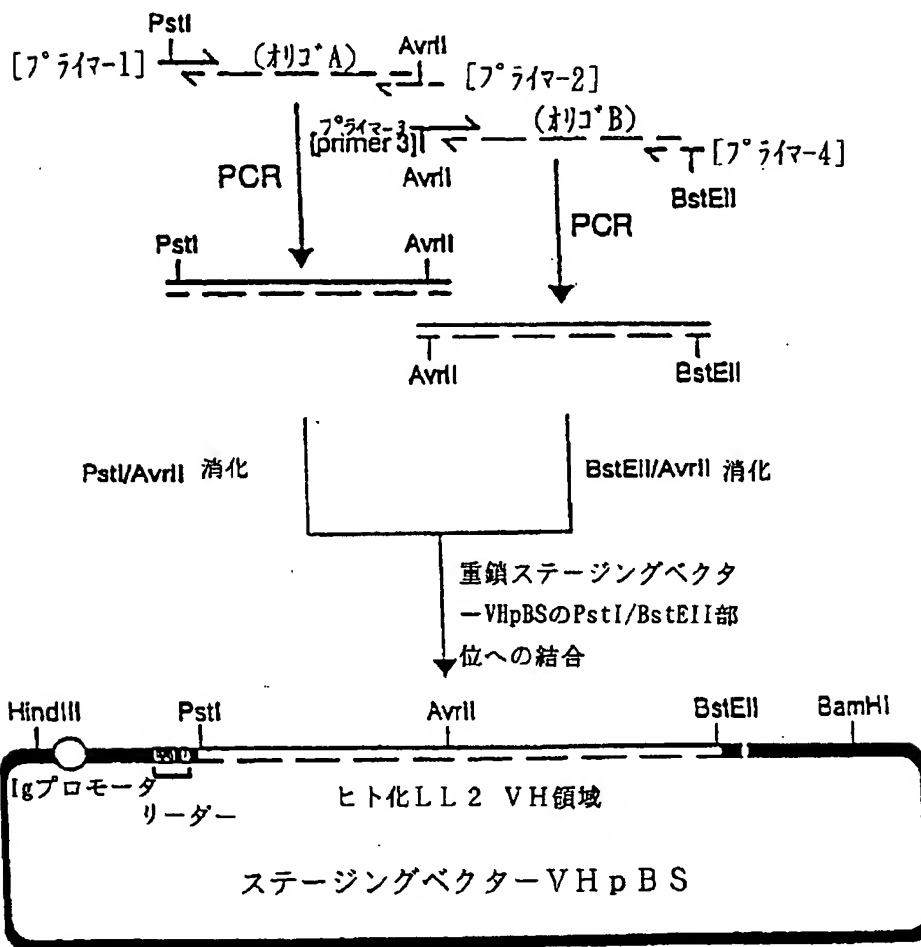 PstI
[プライマー1]
(オリゴA)
AvrII
[プライマー2]
プライマー3
[primer 3]
(オリゴB)
[プライマー4]
AvrII
BstEII
PCR
PCR
PstI
AvrII
AvrII
BstEII
PstI/AvrII 消化
BstEII/AvrII 消化
重鎖ステージングベクタ
ーVHpBSのPstI/BstEII部
位への結合
HindIII
PstI
AvrII
BstEII
BamHI
Igプロモータ
リーダー
ヒト化LL2 VH領域
ステージングベクターVHpBS